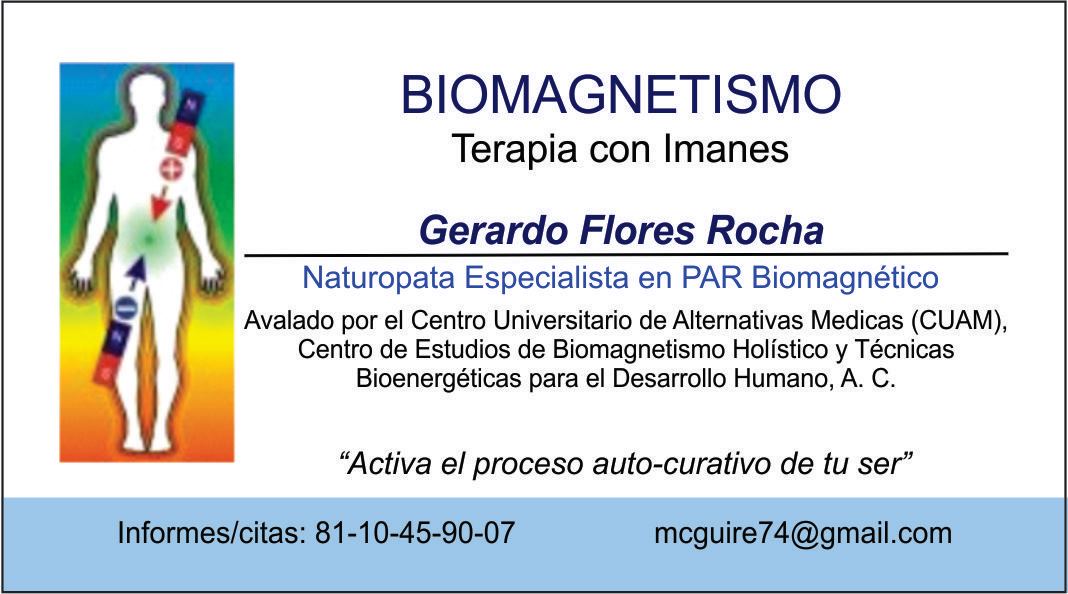 BIOMAGNETISMO
Terapia con Imanes
Gerardo Flores Rocha
Naturopata Especialista en PAR Biomagnético
Avalado por el Centro Universitario de Alternativas Medicas (CUAM),
Centro de Estudios de Biomagnetismo Holístico y Técnicas
Bioenergéticas para el Desarrollo Humano, A. C.
“Activa el proceso auto-curativo de tu ser”
Informes/citas: 81-10-45-90-07 mcguire74@gmail.com
N
S
N
S